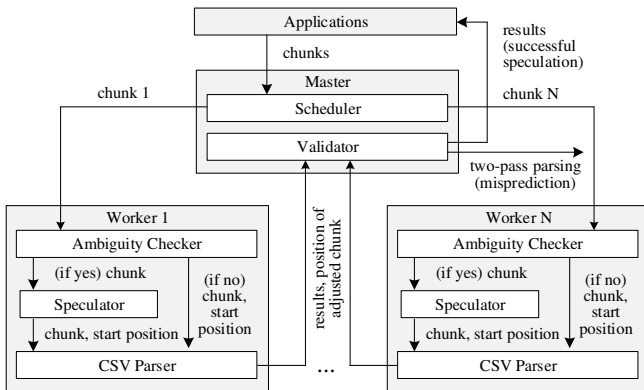 Applications
results
(successful
speculation)
chunks
Master
chunk 1
Scheduler
chunk N
Validator
two-pass parsing
(misprediction)
Worker 1
Ambiguity Checker
(if yes) chunk
(if no)
chunk,
start
position
Speculator
chunk, start position
CSV Parser
results, position of
adjusted chunk
...
Worker N
Ambiguity Checker
(if yes) chunk
(if no)
chunk,
start
position
Speculator
chunk, start position
CSV Parser